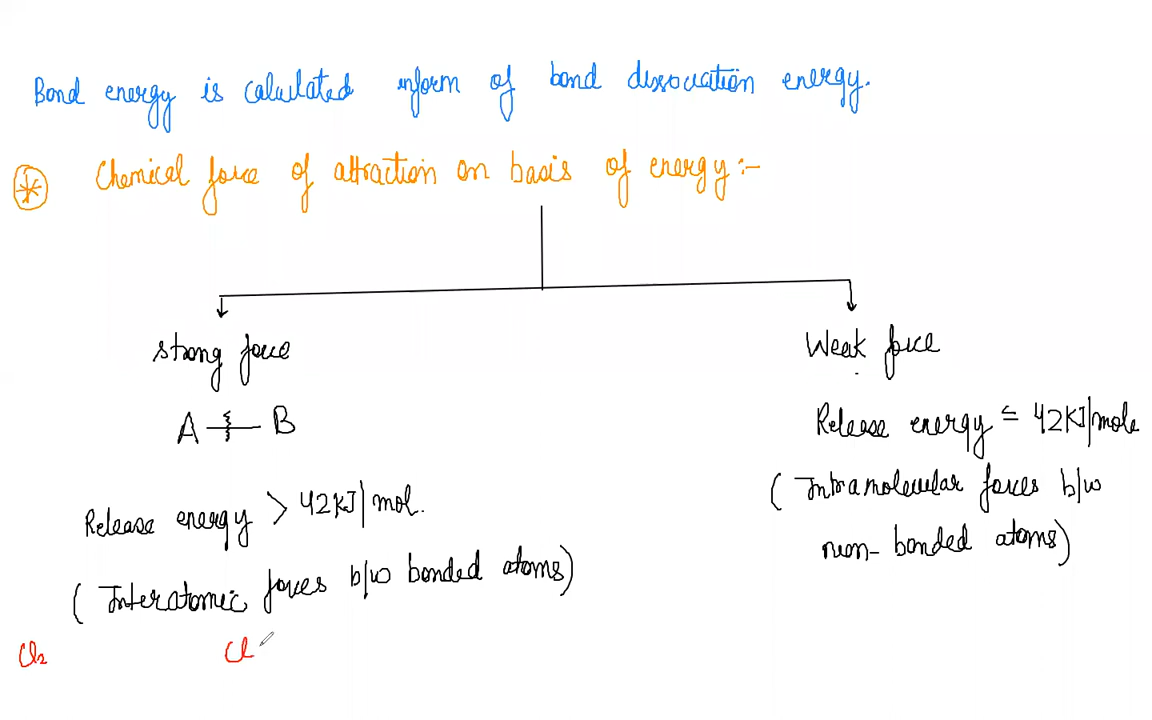 Bond energy is calculated inform of bond dissociation energy.
* Chemical force of attraction on basis of energy:-
strong force
Weak force
A B
Release energy ≤ 42KJ/mole
(Intramolecular forces b/w
non-bonded atoms)
Release energy > 42KJ/mol.
(Interatomic forces b/w bonded atoms)
Cl₂ Cl